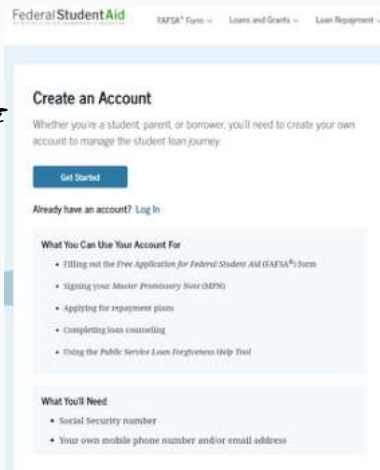 Federal Student Aid
FAFSA® Form
Loans and Grants
Loan Repayment
Create an Account
Whether you're a student, parent, or borrower, you'll need to create your own
account to manage the student loan journey.
Get Started
Already have an account? Log In
What You Can Use Your Account For
• Filling out the Free Application for Federal Student Aid (FAFSA®) form
• Signing your Master Promissory Note (MPN)
• Applying for repayment plans
• Completing loan counseling
• Using the Public Service Loan Forgiveness Help Tool
What You'll Need
• Social Security number
• Your own mobile phone number and/or email address